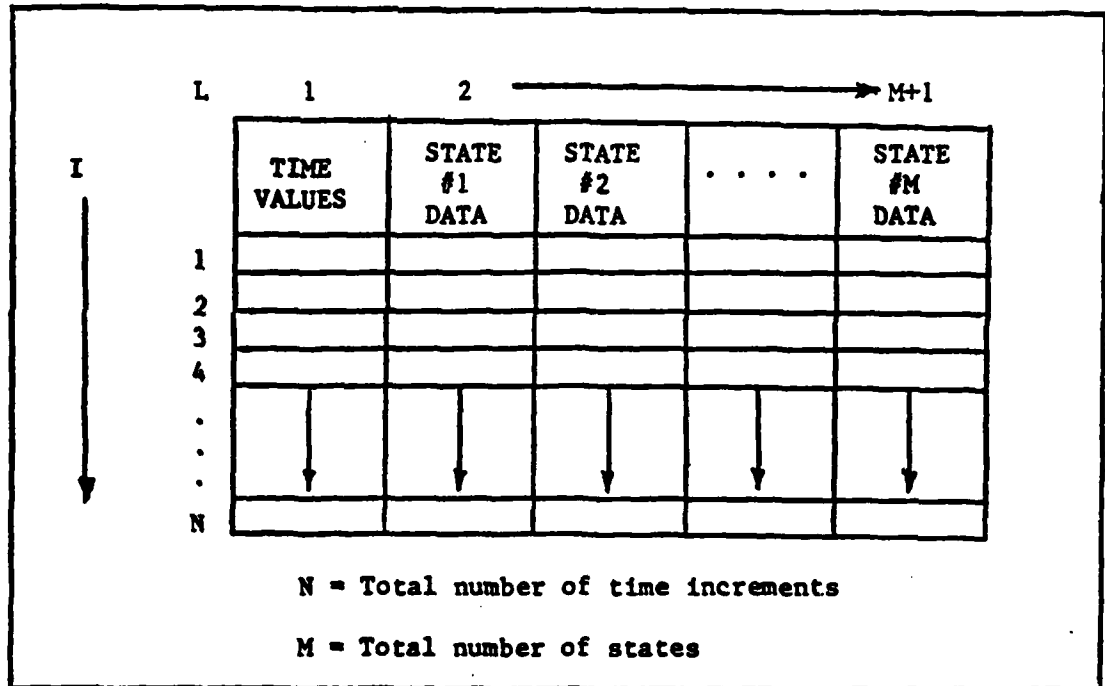 L 1 2 M+1
I
TIME VALUES
STATE #1 DATA
STATE #2 DATA
. . . .
STATE #M DATA
1
2
3
4
.
.
.
N
N = Total number of time increments
M = Total number of states